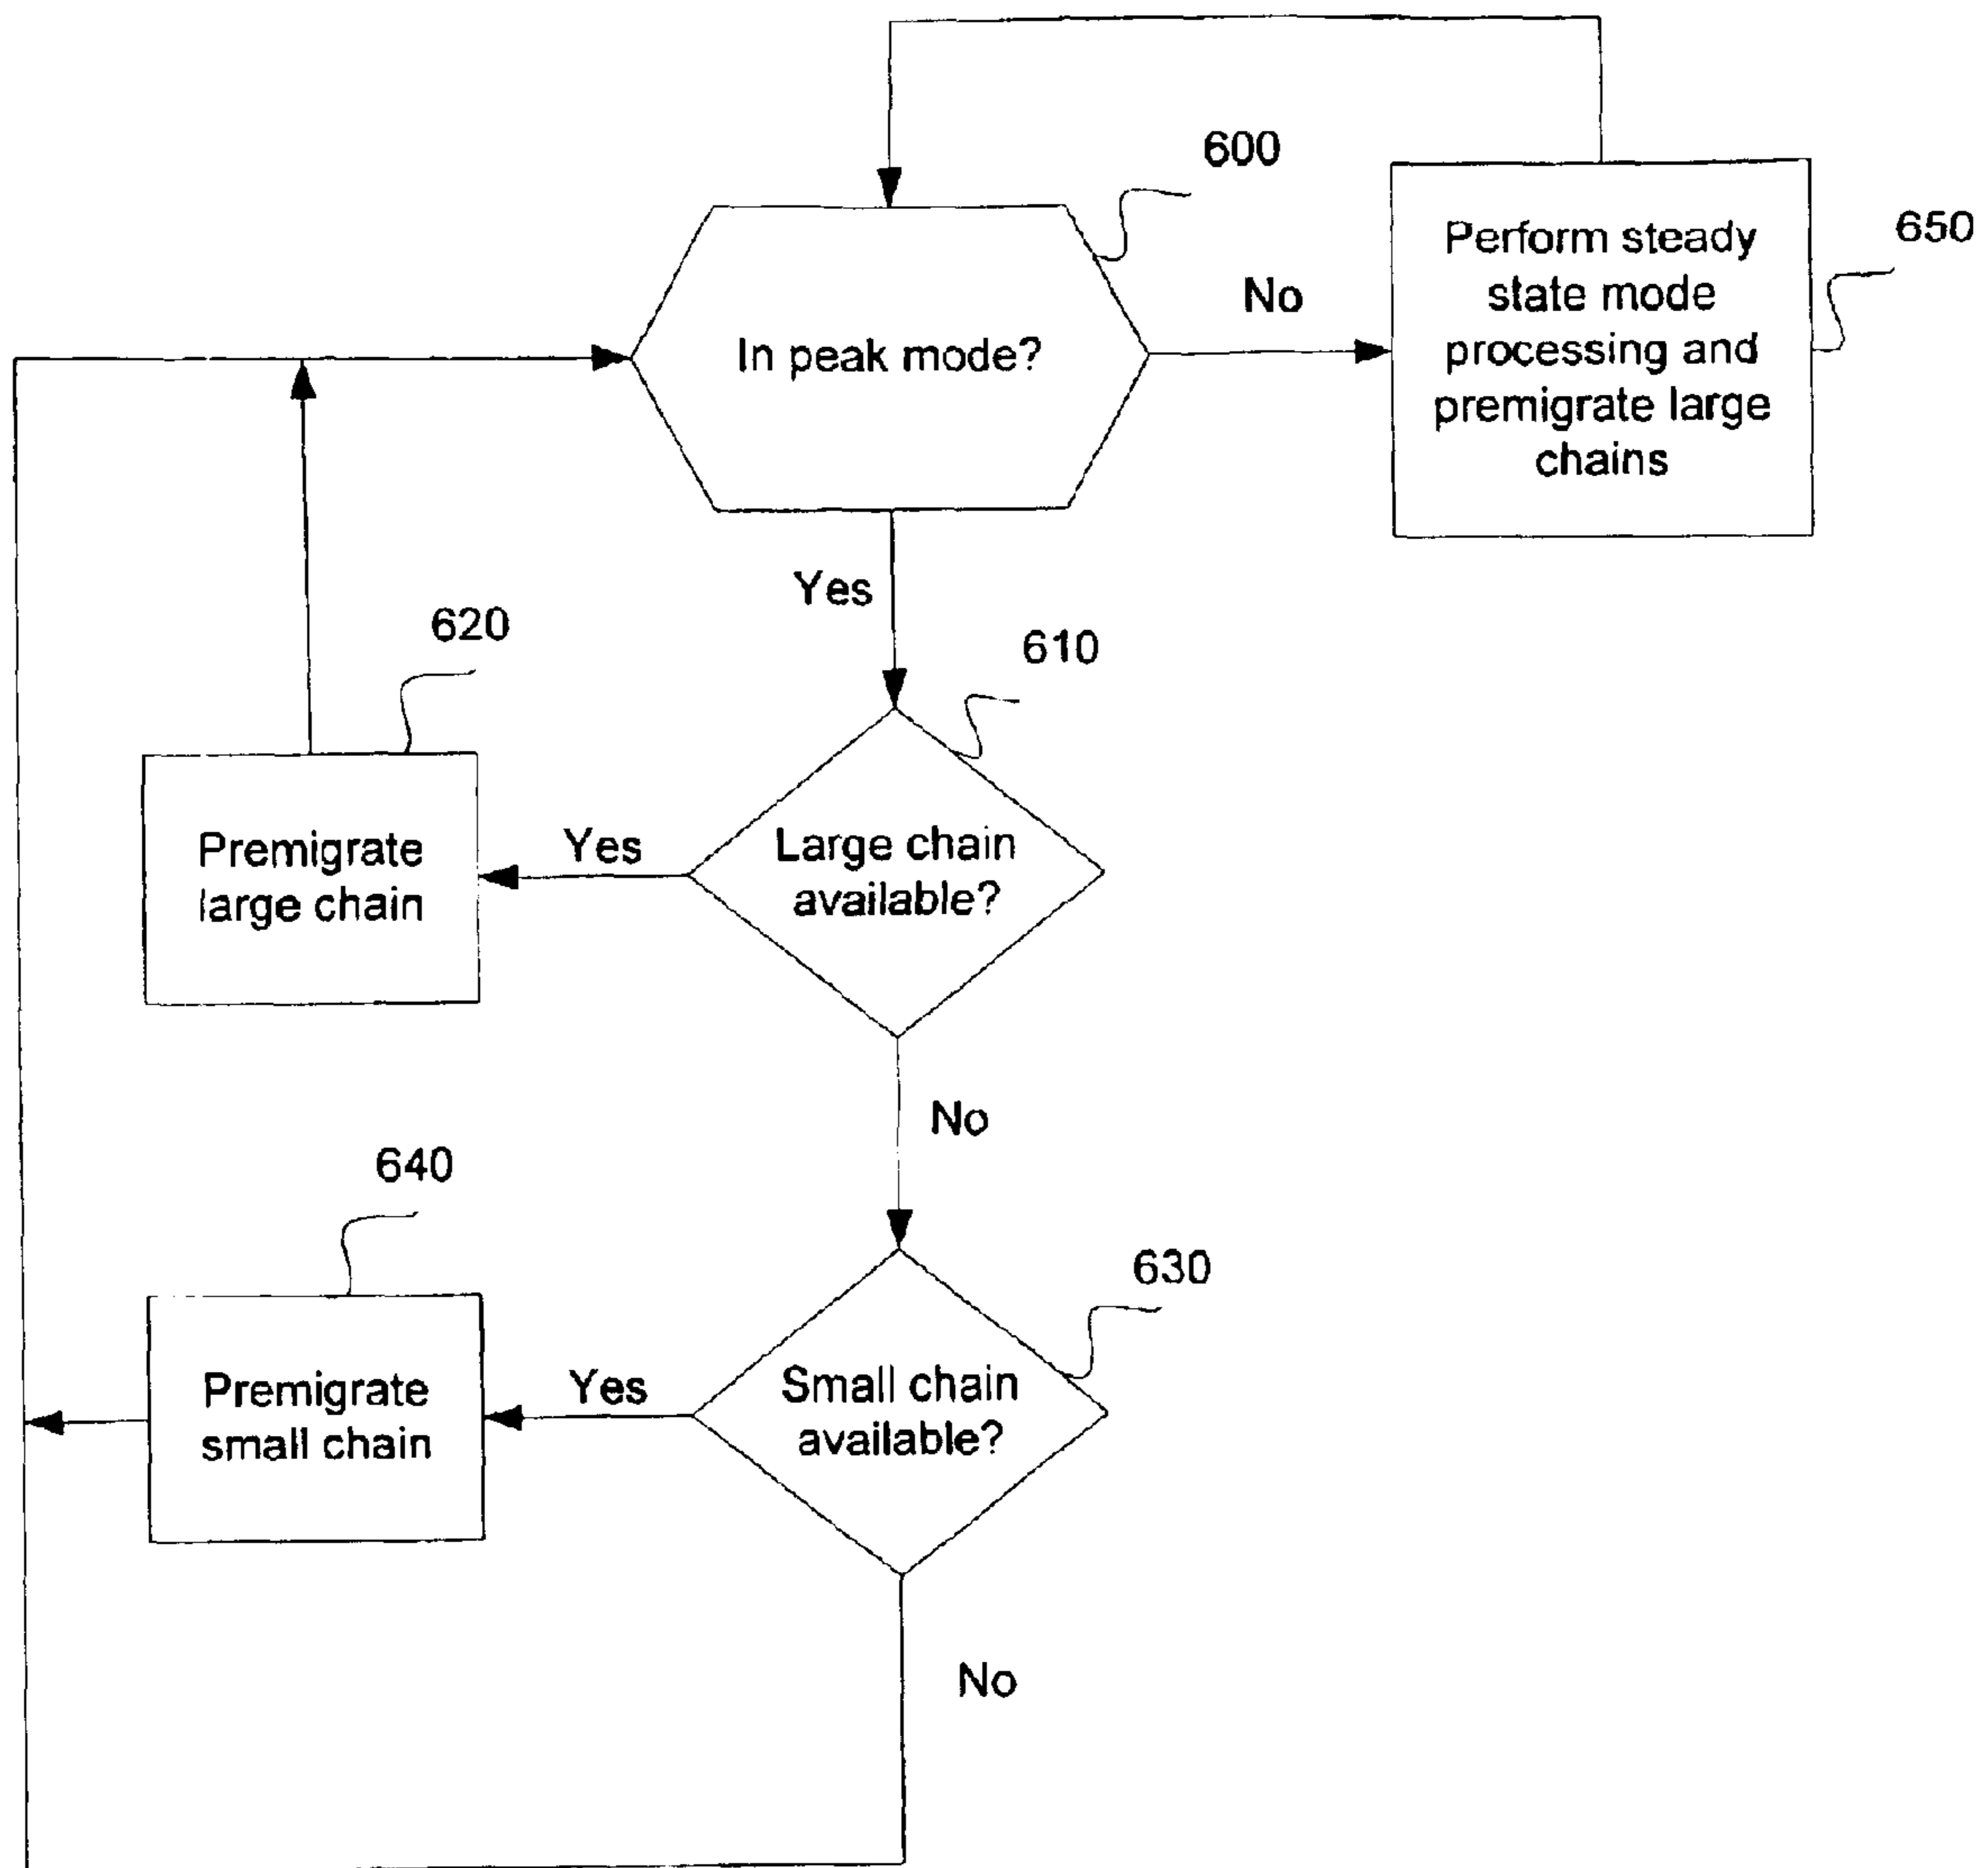 600
In peak mode?
No
Perform steady
state mode
processing and
premigrate large
chains
650
Yes
620
610
Premigrate
large chain
Yes
Large chain
available?
No
640
630
Premigrate
small chain
Yes
Small chain
available?
No